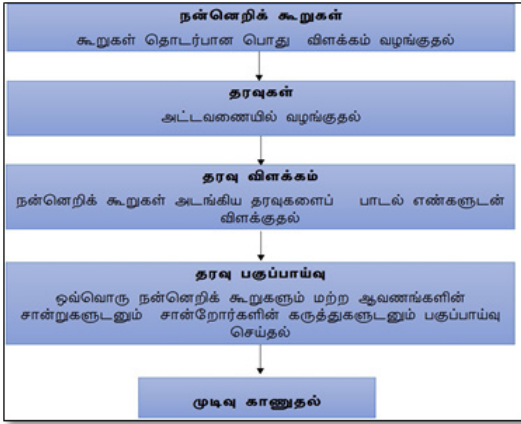 நன்னெறிக் கூறுகள்
கூறுகள் தொடர்பான பொது விளக்கம் வழங்குதல்
தரவுகள்
அட்டவணையில் வழங்குதல்
தரவு விளக்கம்
நன்னெறிக் கூறுகள் அடங்கிய தரவுகளைப் பாடல் எண்களுடன்
விளக்குதல்
தரவு பகுப்பாய்வு
ஒவ்வொரு நன்னெறிக் கூறுகளும் மற்ற ஆவணங்களின்
சான்றுகளுடனும் சான்றோர்களின் கருத்துகளுடனும் பகுப்பாய்வு
செய்தல்
முடிவு காணுதல்